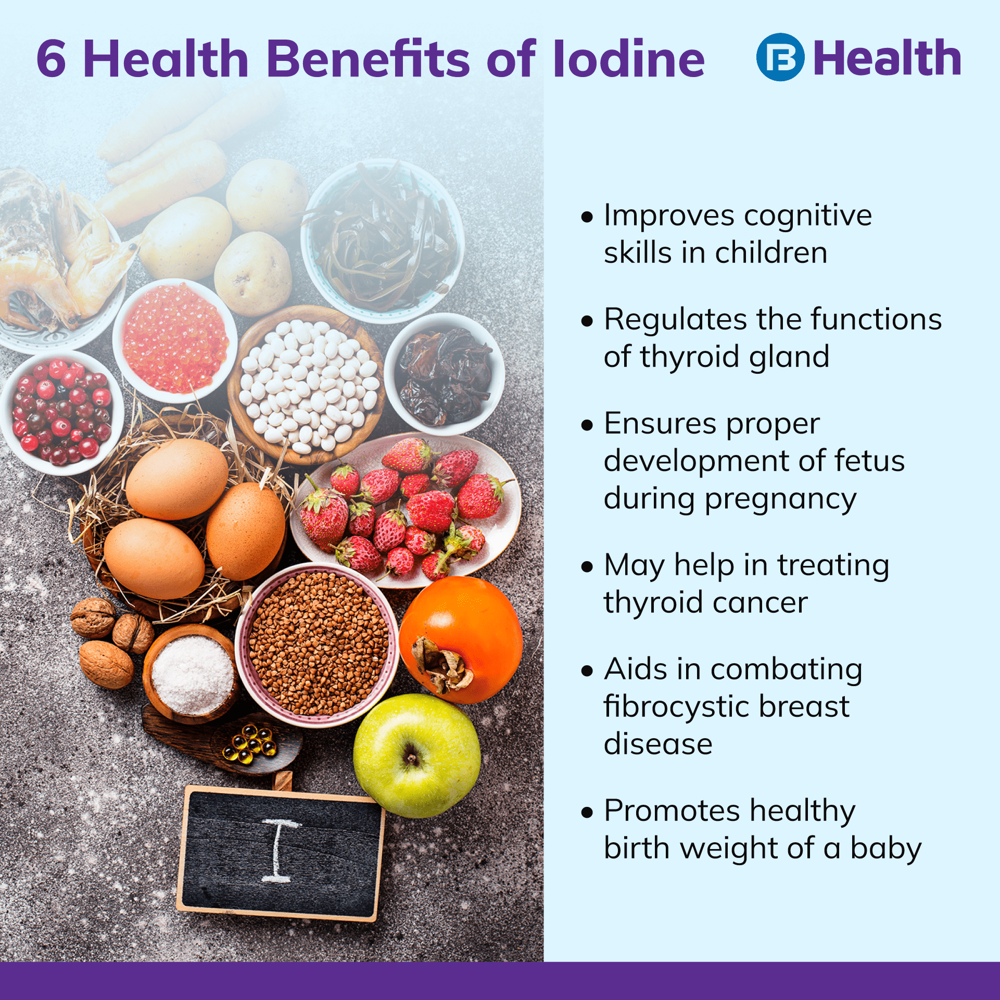 6 Health Benefits of Iodine
B Health
• Improves cognitive
skills in children
• Regulates the functions
of thyroid gland
• Ensures proper
development of fetus
during pregnancy
• May help in treating
thyroid cancer
• Aids in combating
fibrocystic breast
disease
• Promotes healthy
birth weight of a baby
I